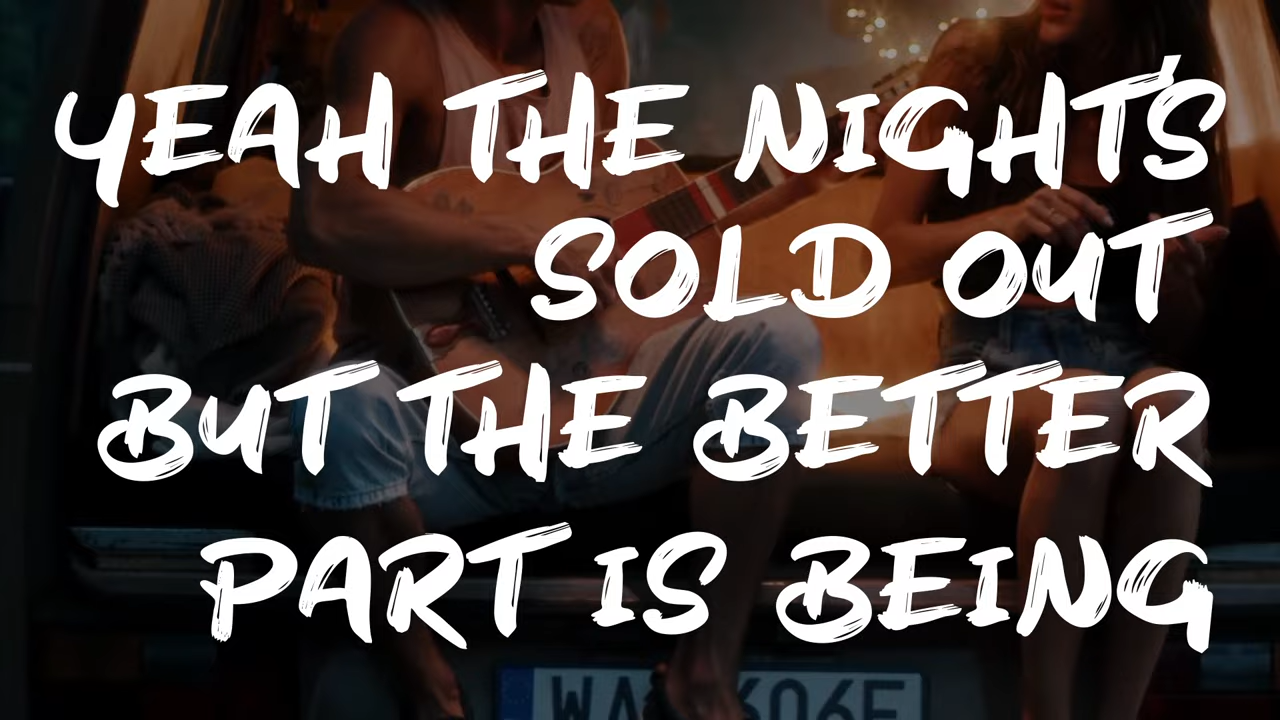 YEAH THE NIGHT'S
SOLD OUT
BUT THE BETTER
PART IS BEING